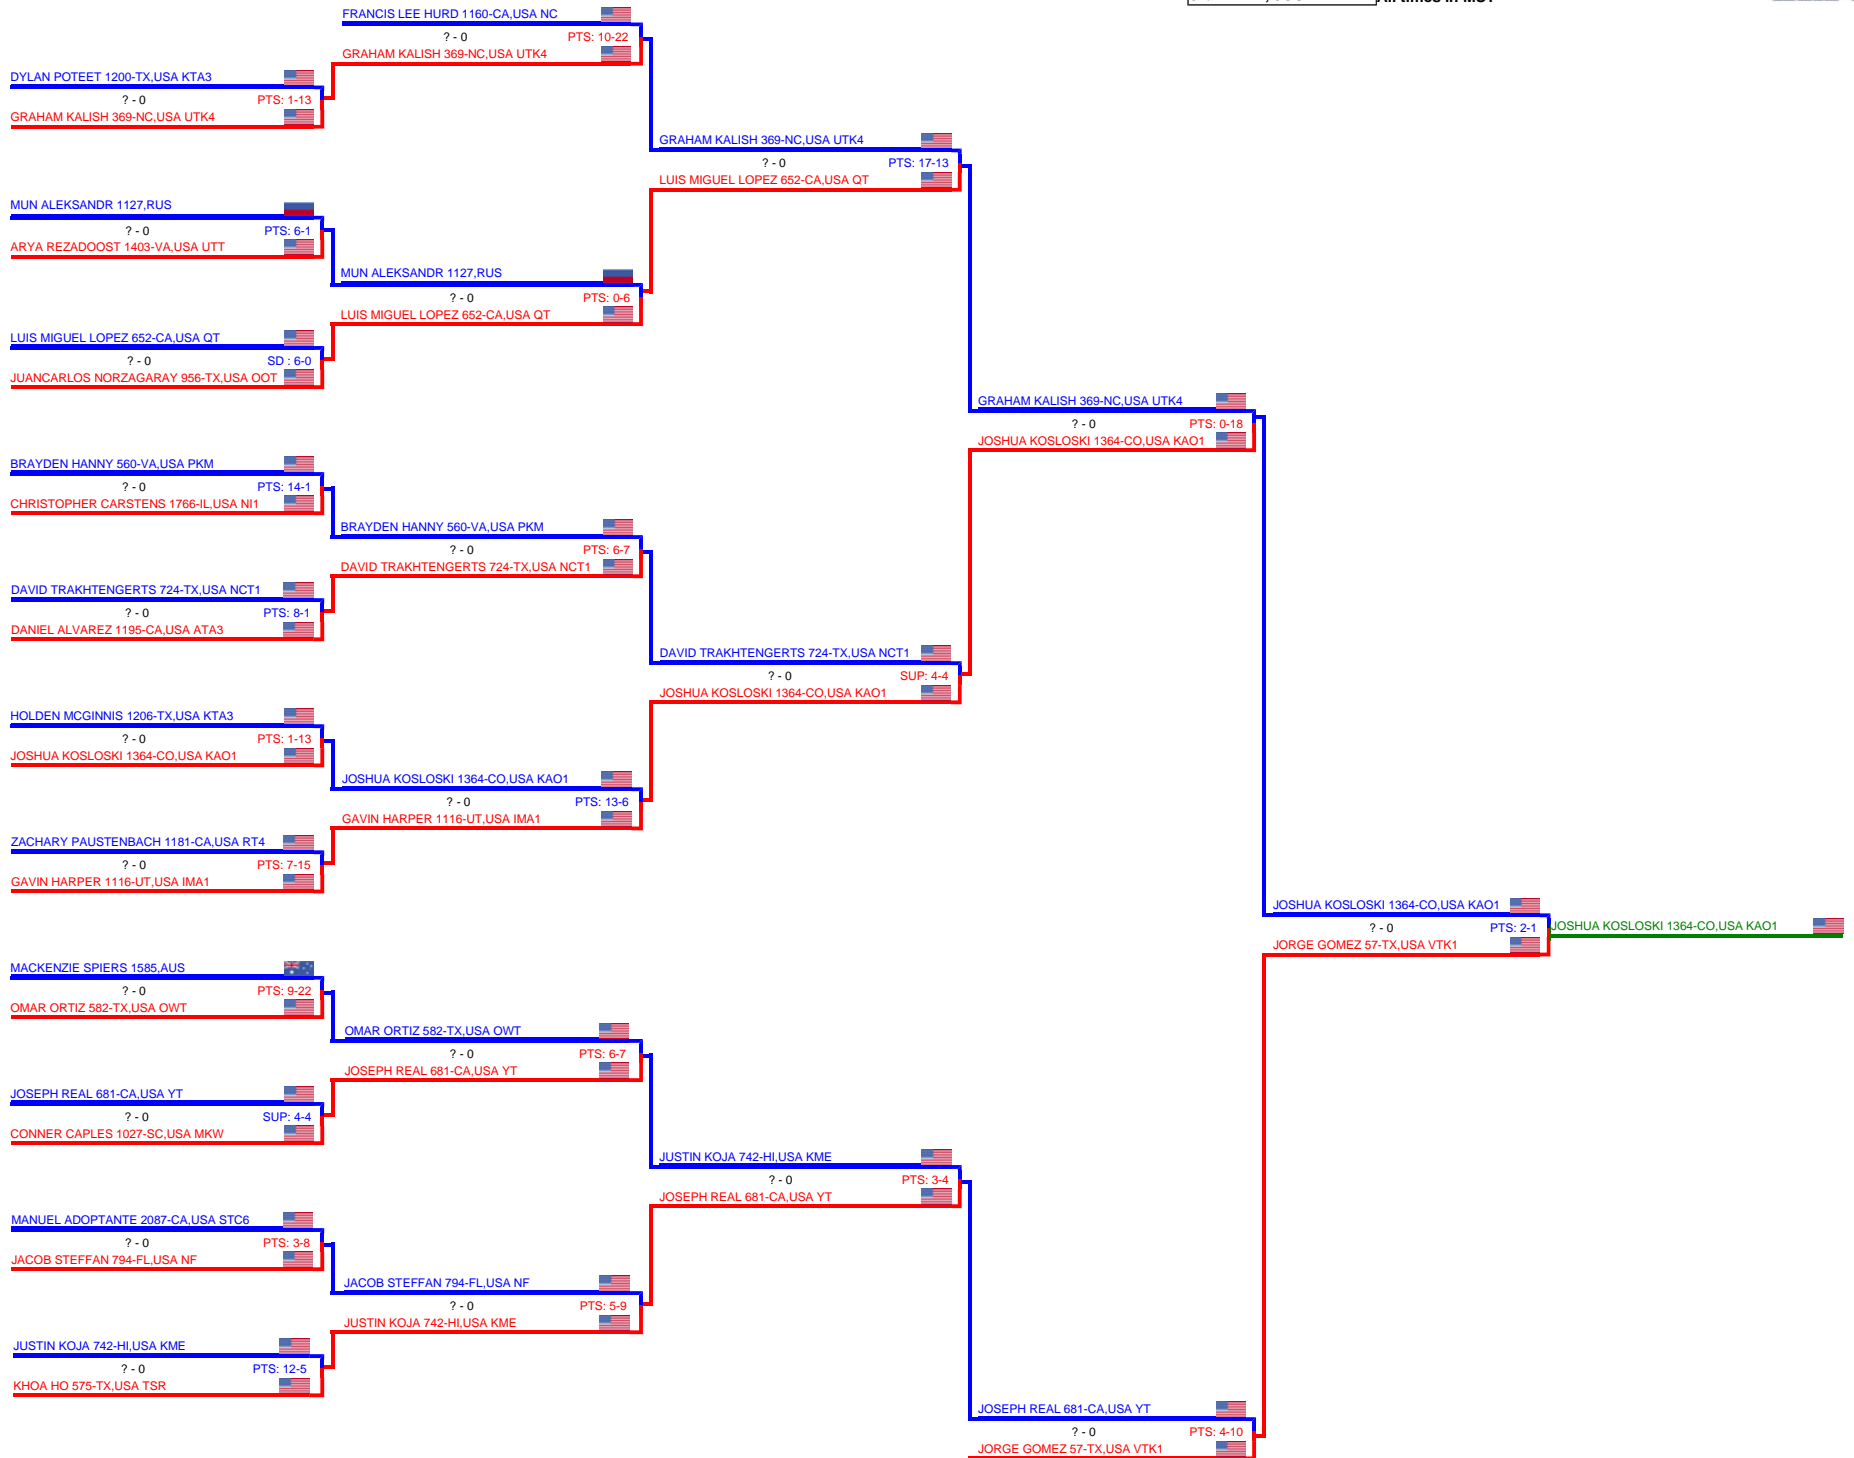 All times in MST
FRANCIS LEE HURD 1160-CA,USA NC
? - 0 PTS: 10-22
GRAHAM KALISH 369-NC,USA UTK4
DYLAN POTEET 1200-TX,USA KTA3
? - 0 PTS: 1-13
GRAHAM KALISH 369-NC,USA UTK4
GRAHAM KALISH 369-NC,USA UTK4
? - 0 PTS: 17-13
LUIS MIGUEL LOPEZ 652-CA,USA QT
MUN ALEKSANDR 1127,RUS
? - 0 PTS: 6-1
ARYA REZADOOST 1403-VA,USA UTT
MUN ALEKSANDR 1127,RUS
? - 0 PTS: 0-6
LUIS MIGUEL LOPEZ 652-CA,USA QT
LUIS MIGUEL LOPEZ 652-CA,USA QT
? - 0 SD : 6-0
JUANCARLOS NORZAGARAY 956-TX,USA OOT
GRAHAM KALISH 369-NC,USA UTK4
? - 0 PTS: 0-18
JOSHUA KOSLOSKI 1364-CO,USA KAO1
BRAYDEN HANNY 560-VA,USA PKM
? - 0 PTS: 14-1
CHRISTOPHER CARSTENS 1766-IL,USA NI1
BRAYDEN HANNY 560-VA,USA PKM
? - 0 PTS: 6-7
DAVID TRAKHTENGERTS 724-TX,USA NCT1
DAVID TRAKHTENGERTS 724-TX,USA NCT1
? - 0 PTS: 8-1
DANIEL ALVAREZ 1195-CA,USA ATA3
DAVID TRAKHTENGERTS 724-TX,USA NCT1
? - 0 SUP: 4-4
JOSHUA KOSLOSKI 1364-CO,USA KAO1
HOLDEN MCGINNIS 1206-TX,USA KTA3
? - 0 PTS: 1-13
JOSHUA KOSLOSKI 1364-CO,USA KAO1
JOSHUA KOSLOSKI 1364-CO,USA KAO1
? - 0 PTS: 13-6
GAVIN HARPER 1116-UT,USA IMA1
ZACHARY PAUSTENBACH 1181-CA,USA RT4
? - 0 PTS: 7-15
GAVIN HARPER 1116-UT,USA IMA1
JOSHUA KOSLOSKI 1364-CO,USA KAO1
? - 0 PTS: 2-1
JORGE GOMEZ 57-TX,USA VTK1
JOSHUA KOSLOSKI 1364-CO,USA KAO1
MACKENZIE SPIERS 1585,AUS
? - 0 PTS: 9-22
OMAR ORTIZ 582-TX,USA OWT
OMAR ORTIZ 582-TX,USA OWT
? - 0 PTS: 6-7
JOSEPH REAL 681-CA,USA YT
JOSEPH REAL 681-CA,USA YT
? - 0 SUP: 4-4
CONNER CAPLES 1027-SC,USA MKW
JUSTIN KOJA 742-HI,USA KME
? - 0 PTS: 3-4
JOSEPH REAL 681-CA,USA YT
MANUEL ADOPTANTE 2087-CA,USA STC6
? - 0 PTS: 3-8
JACOB STEFFAN 794-FL,USA NF
JACOB STEFFAN 794-FL,USA NF
? - 0 PTS: 5-9
JUSTIN KOJA 742-HI,USA KME
JUSTIN KOJA 742-HI,USA KME
? - 0 PTS: 12-5
KHOA HO 575-TX,USA TSR
JOSEPH REAL 681-CA,USA YT
? - 0 PTS: 4-10
JORGE GOMEZ 57-TX,USA VTK1